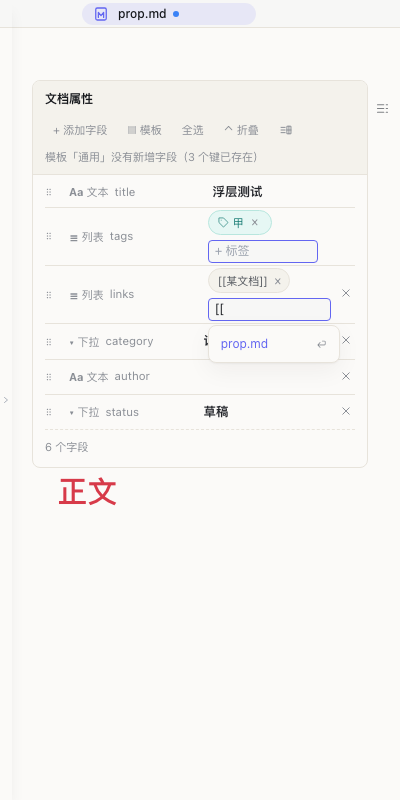 prop.md
文档属性
+ 添加字段 模板 全选 折叠
模板「通用」没有新增字段（3 个键已存在）
Aa 文本 title 浮层测试
列表 tags 甲 ×
+ 标签
列表 links [[某文档]] ×
[[
prop.md
下拉 category
Aa 文本 author
下拉 status 草稿
6 个字段
正文